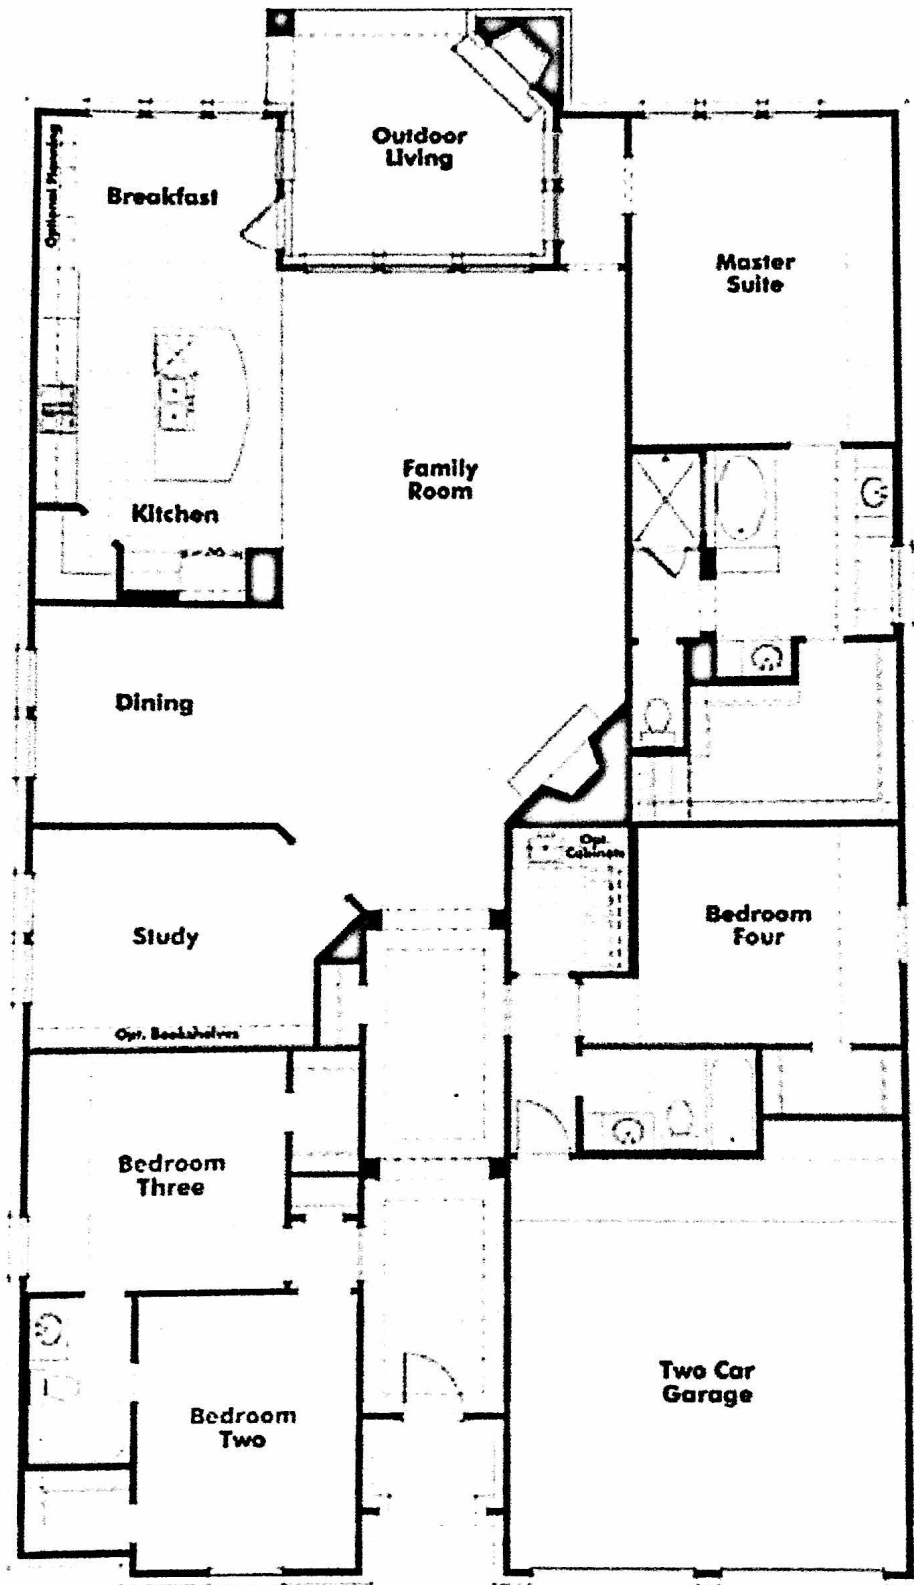 Outdoor
Living
Optional Planning
Breakfast
Master
Suite
Family
Room
Kitchen
Dining
Opt.
Cabinets
Bedroom
Four
Study
Opt. Bookshelves
Bedroom
Three
Two Car
Garage
Bedroom
Two